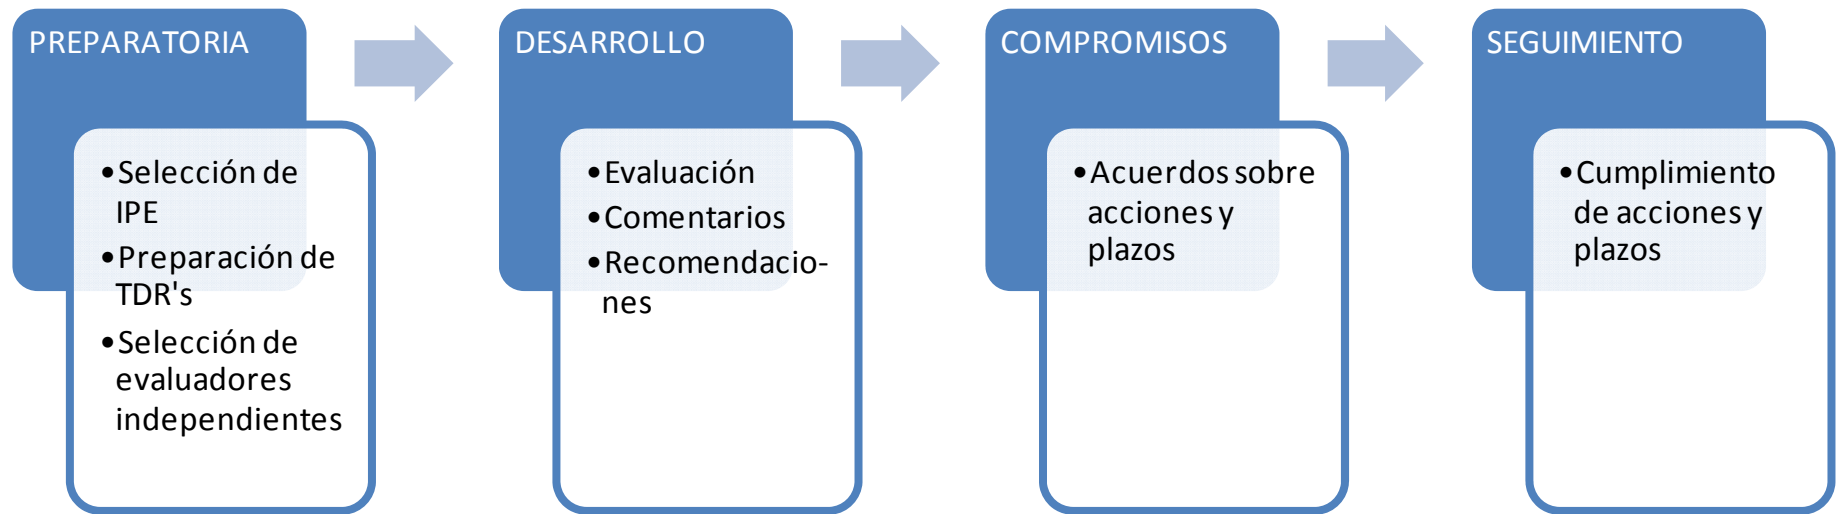 PREPARATORIA
•Selección de
IPE
•Preparación de
TDR's
•Selección de
evaluadores
independientes
DESARROLLO
•Evaluación
•Comentarios
•Recomendacio-
nes
COMPROMISOS
•Acuerdos sobre
acciones y
plazos
SEGUIMIENTO
•Cumplimiento
de acciones y
plazos